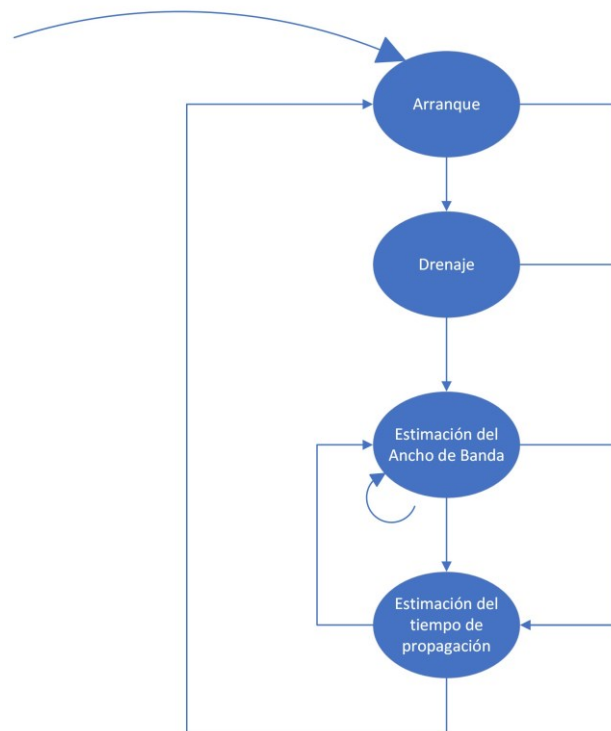 Arranque
Drenaje
Estimación del
Ancho de Banda
Estimación del
tiempo de
propagación